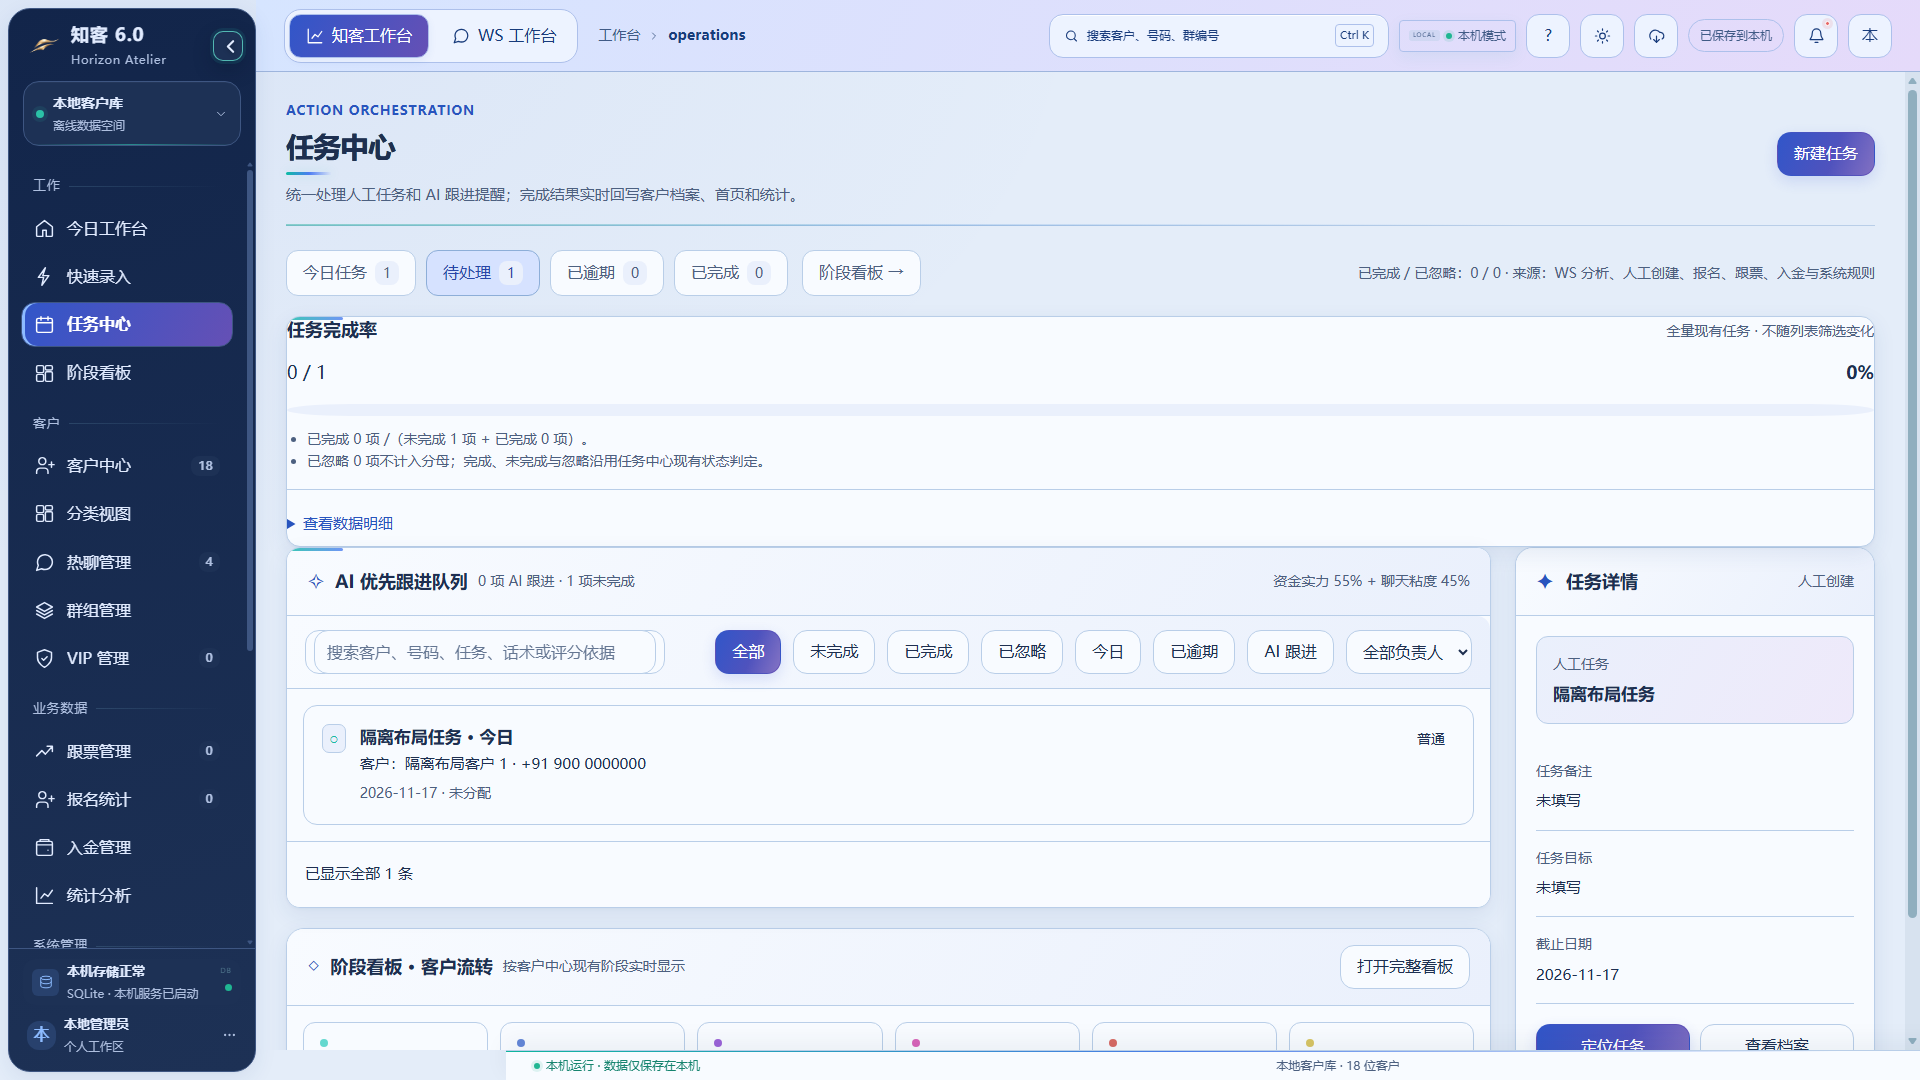 知客 6.0
Horizon Atelier
本地客户库
离线数据空间
工作
今日工作台
快速录入
任务中心
阶段看板
客户
客户中心 18
分类视图
热聊管理 4
群组管理
VIP 管理 0
业务数据
跟票管理 0
报名统计 0
入金管理
统计分析
系统管理
本机存储正常 DB
SQLite · 本机服务已启动
本 本地管理员
个人工作区
知客工作台 WS 工作台 工作台 › operations
搜索客户、号码、群编号 Ctrl K
LOCAL 本机模式
?
已保存到本机
本
ACTION ORCHESTRATION
任务中心
新建任务
统一处理人工任务和 AI 跟进提醒；完成结果实时回写客户档案、首页和统计。
今日任务 1 待处理 1 已逾期 0 已完成 0 阶段看板 →
已完成 / 已忽略：0 / 0 · 来源：WS 分析、人工创建、报名、跟票、入金与系统规则
任务完成率 全量现有任务 · 不随列表筛选变化
0 / 1 0%
• 已完成 0 项 /（未完成 1 项 + 已完成 0 项）。
• 已忽略 0 项不计入分母；完成、未完成与忽略沿用任务中心现有状态判定。
查看数据明细
AI 优先跟进队列 0 项 AI 跟进 · 1 项未完成 资金实力 55% + 聊天粘度 45%
搜索客户、号码、任务、话术或评分依据
全部 未完成 已完成 已忽略 今日 已逾期 AI 跟进 全部负责人
隔离布局任务 • 今日 普通
客户：隔离布局客户 1 · +91 900 0000000
2026-11-17 · 未分配
已显示全部 1 条
阶段看板 • 客户流转 按客户中心现有阶段实时显示 打开完整看板
任务详情 人工创建
人工任务
隔离布局任务
任务备注
未填写
任务目标
未填写
截止日期
2026-11-17
定位任务 查看档案
本机运行 · 数据仅保存在本机 本地客户库 · 18 位客户